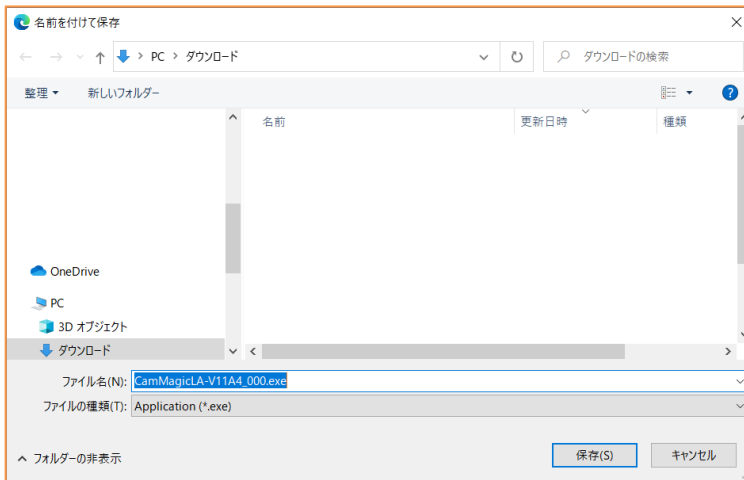 名前を付けて保存
PC > ダウンロード
ダウンロードの検索
整理
新しいフォルダー
名前
更新日時
種類
OneDrive
PC
3D オブジェクト
ダウンロード
ファイル名(N): CamMagicLA-V11A4_000.exe
ファイルの種類(T): Application (*.exe)
フォルダーの非表示
保存(S)
キャンセル